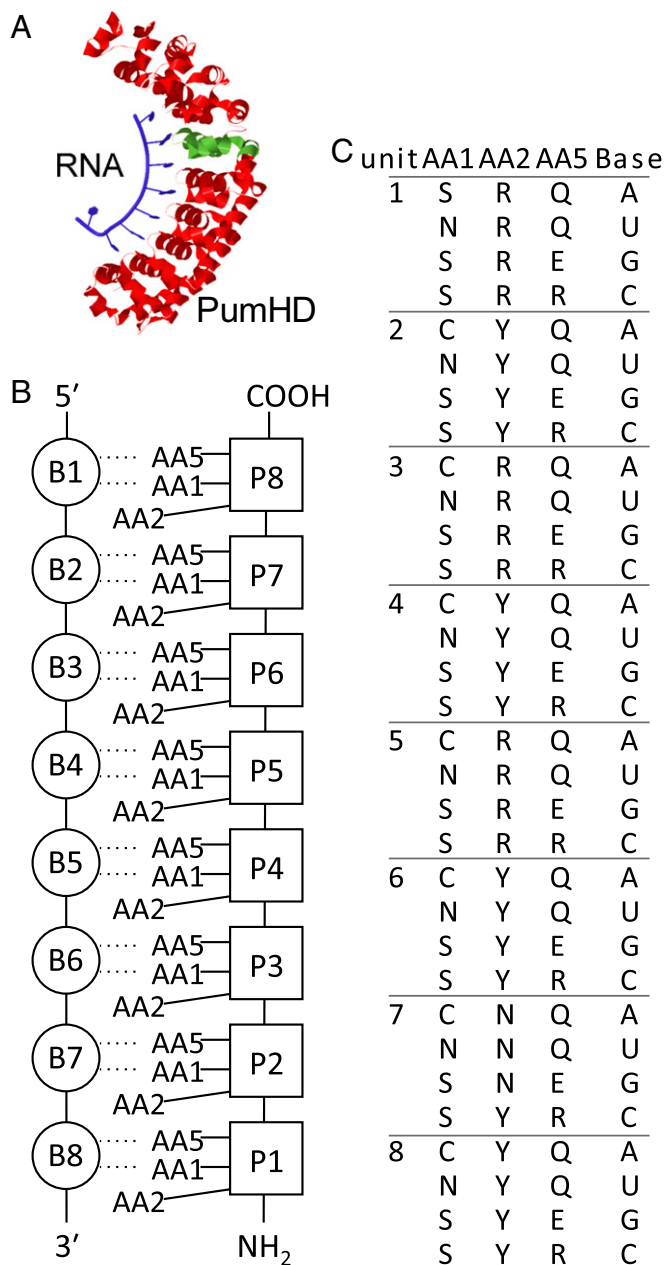 A
RNA
PumHD
B
5′
COOH
B1
AA5
AA1
AA2
P8
B2
AA5
AA1
AA2
P7
B3
AA5
AA1
AA2
P6
B4
AA5
AA1
AA2
P5
B5
AA5
AA1
AA2
P4
B6
AA5
AA1
AA2
P3
B7
AA5
AA1
AA2
P2
B8
AA5
AA1
AA2
P1
3′
NH2
C
unit AA1 AA2 AA5 Base
1 S R Q A
N R Q U
S R E G
S R R C
2 C Y Q A
N Y Q U
S Y E G
S Y R C
3 C R Q A
N R Q U
S R E G
S R R C
4 C Y Q A
N Y Q U
S Y E G
S Y R C
5 C R Q A
N R Q U
S R E G
S R R C
6 C Y Q A
N Y Q U
S Y E G
S Y R C
7 C N Q A
N N Q U
S N E G
S Y R C
8 C Y Q A
N Y Q U
S Y E G
S Y R C